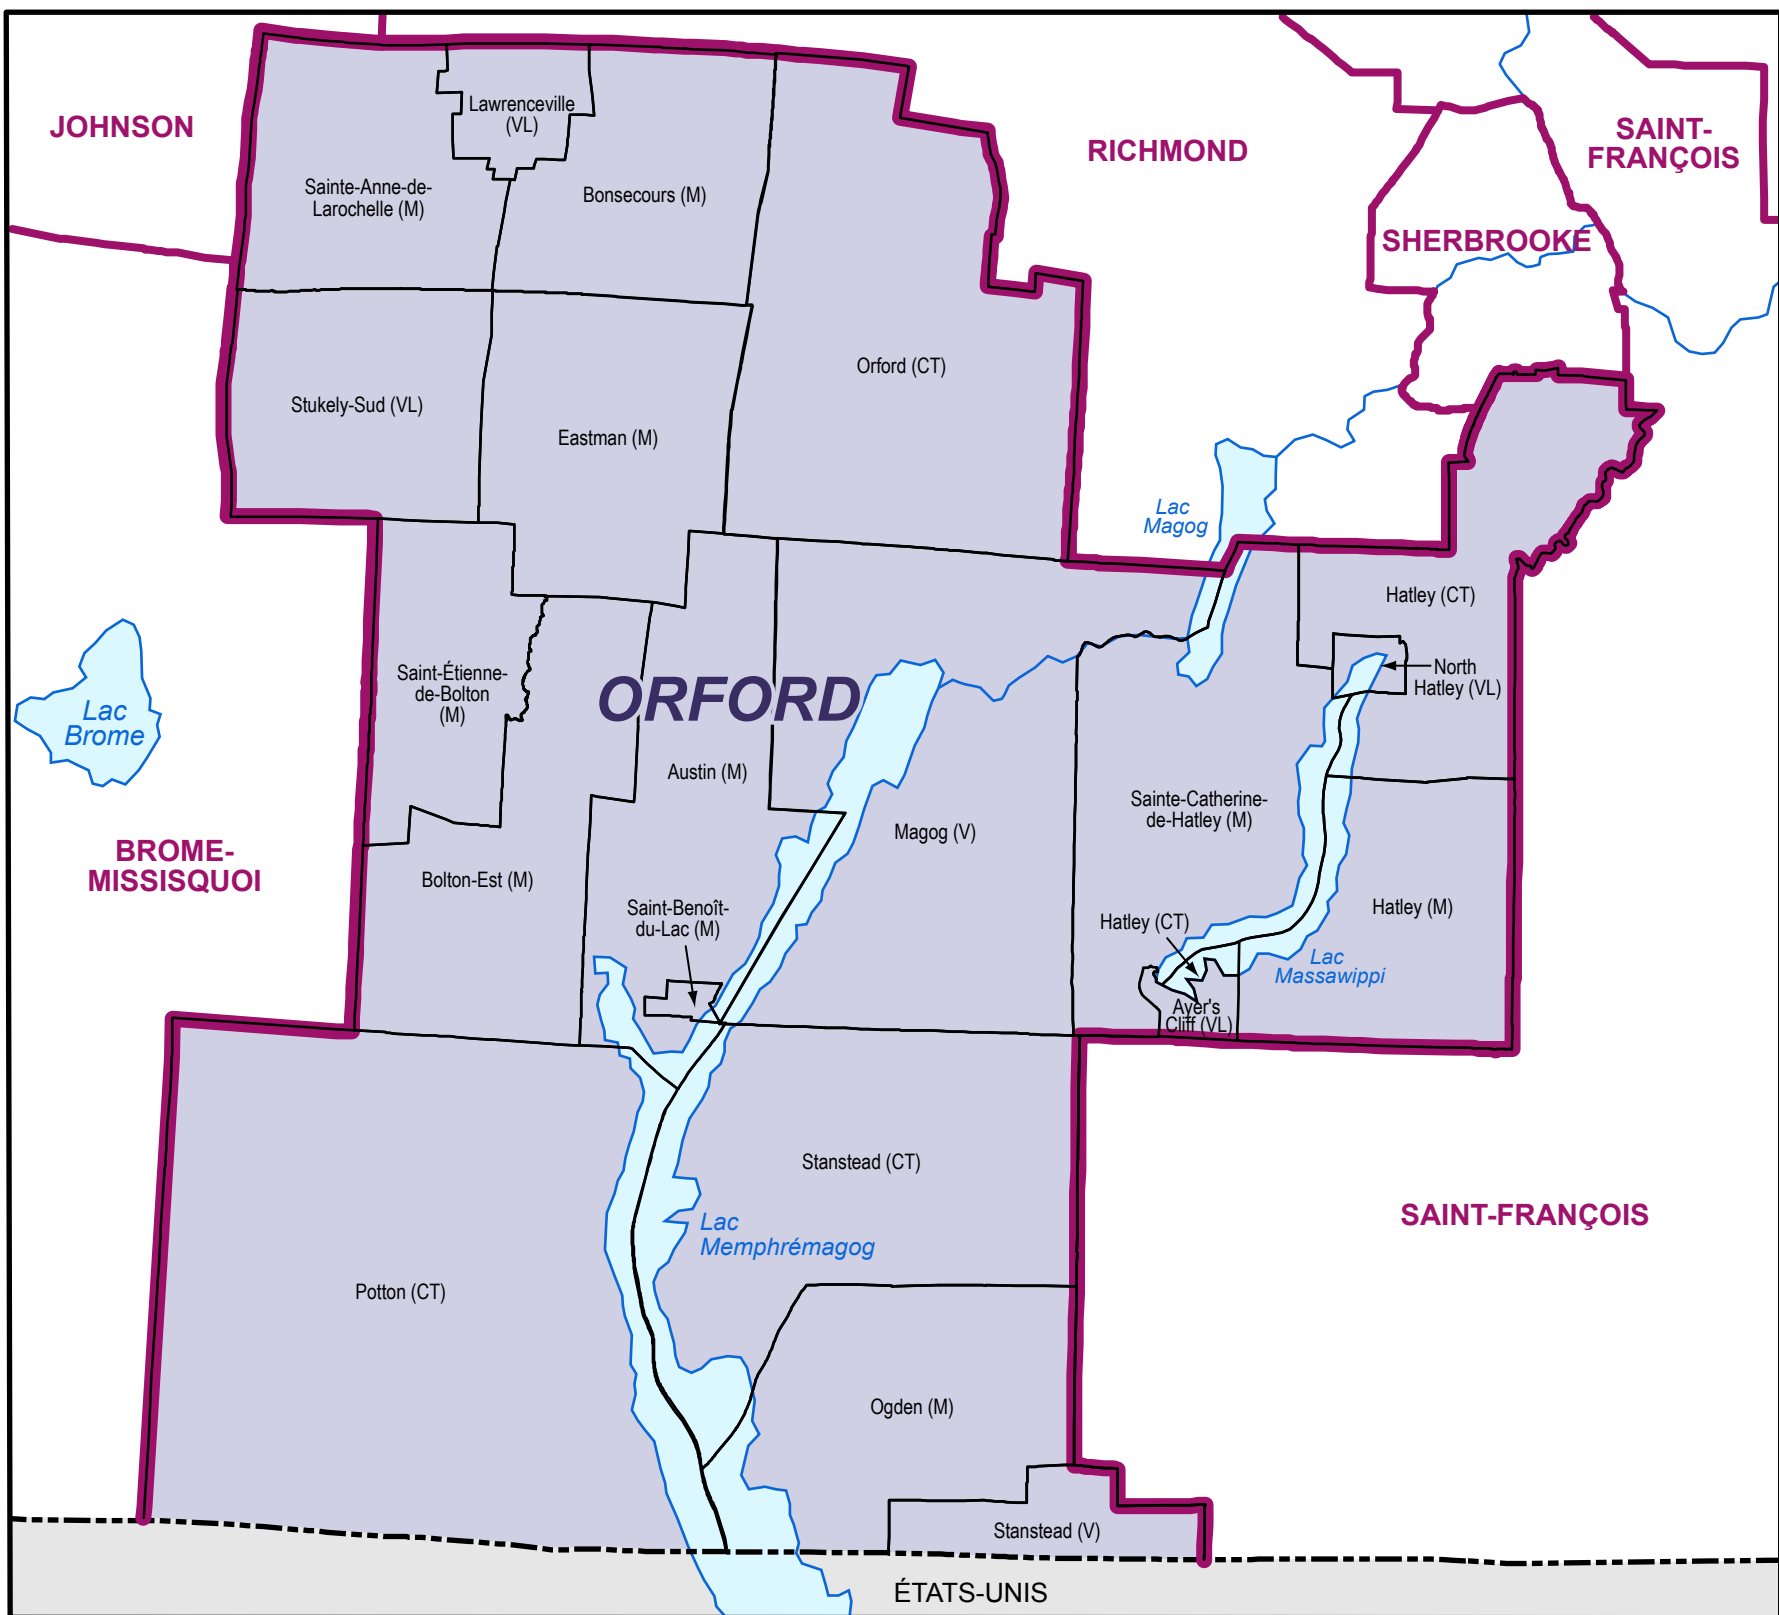 JOHNSON
Lawrenceville
(VL)
RICHMOND
SAINT-
FRANÇOIS
Sainte-Anne-de-
Larochelle (M)
Bonsecours (M)
SHERBROOKE
Orford (CT)
Stukely-Sud (VL)
Eastman (M)
Lac
Magog
Hatley (CT)
Saint-Étienne-
de-Bolton
(M)
ORFORD
North
Hatley (VL)
Lac
Brome
Austin (M)
Sainte-Catherine-
de-Hatley (M)
Magog (V)
BROME-
MISSISQUOI
Bolton-Est (M)
Saint-Benoît-
du-Lac (M)
Hatley (CT)
Hatley (M)
Lac
Massawippi
Ayer's
Cliff (VL)
Stanstead (CT)
Lac
Memphrémagog
SAINT-FRANÇOIS
Potton (CT)
Ogden (M)
Stanstead (V)
ÉTATS-UNIS